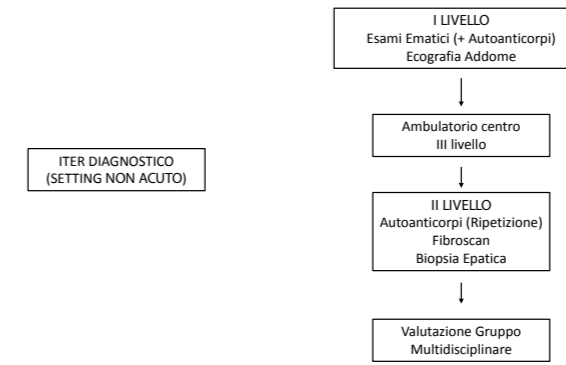 I LIVELLO
Esami Ematici (+ Autoanticorpi)
Ecografia Addome
Ambulatorio centro
III livello
ITER DIAGNOSTICO
(SETTING NON ACUTO)
II LIVELLO
Autoanticorpi (Ripetizione)
Fibroscan
Biopsia Epatica
Valutazione Gruppo
Multidisciplinare